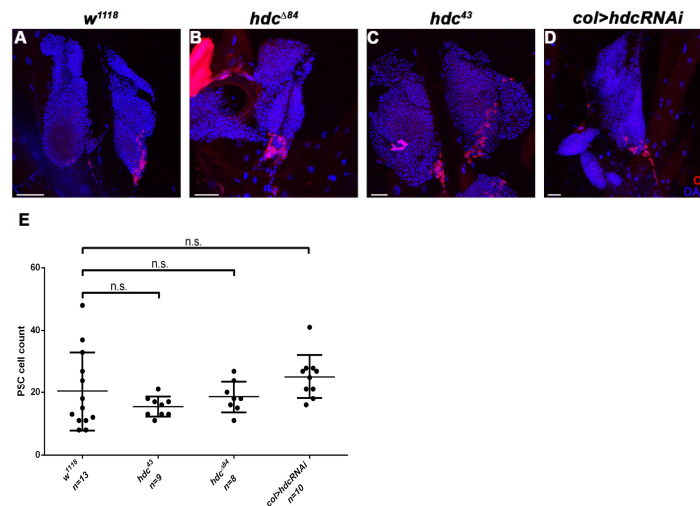 w1118
hdcΔ84
hdc43
col>hdcRNAi
A
B
C
D
C
DA
E
n.s.
n.s.
n.s.
PSC cell count
60
40
20
0
w1118
n=13
hdc43
n=9
hdcΔ84
n=8
col>hdcRNAi
n=10